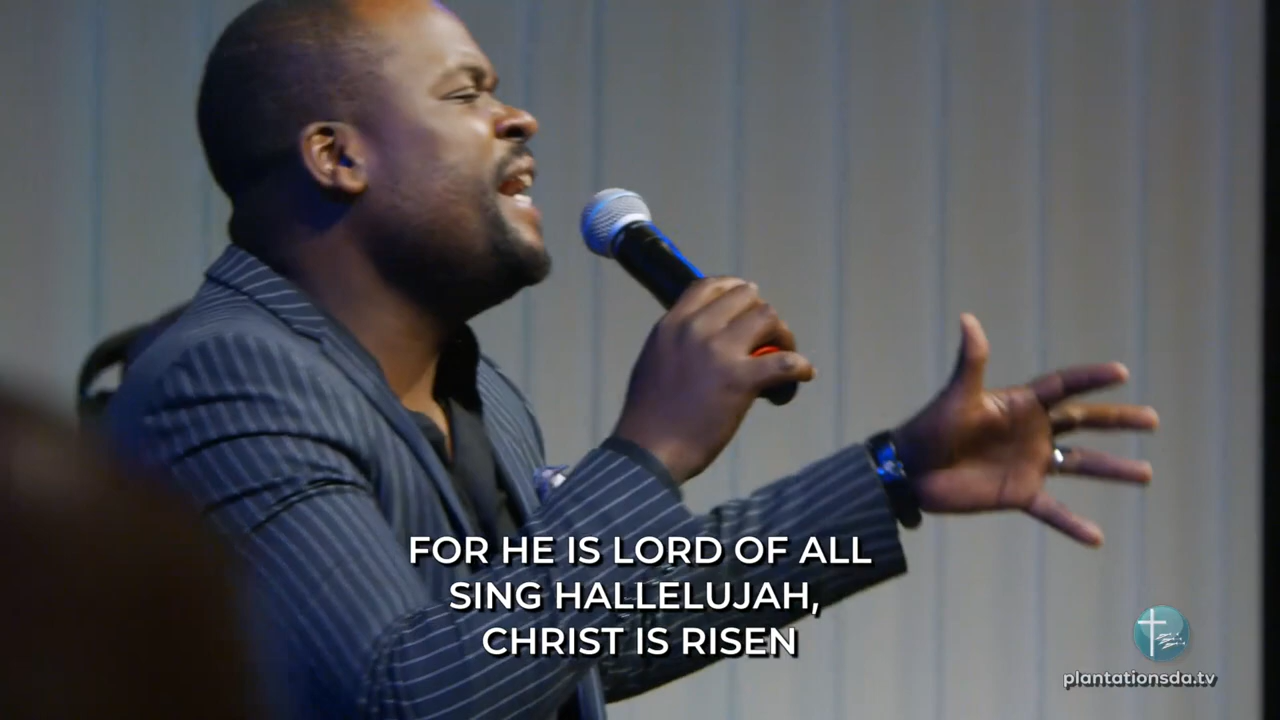 FOR HE IS LORD OF ALL
SING HALLELUJAH,
CHRIST IS RISEN
plantationsda.tv